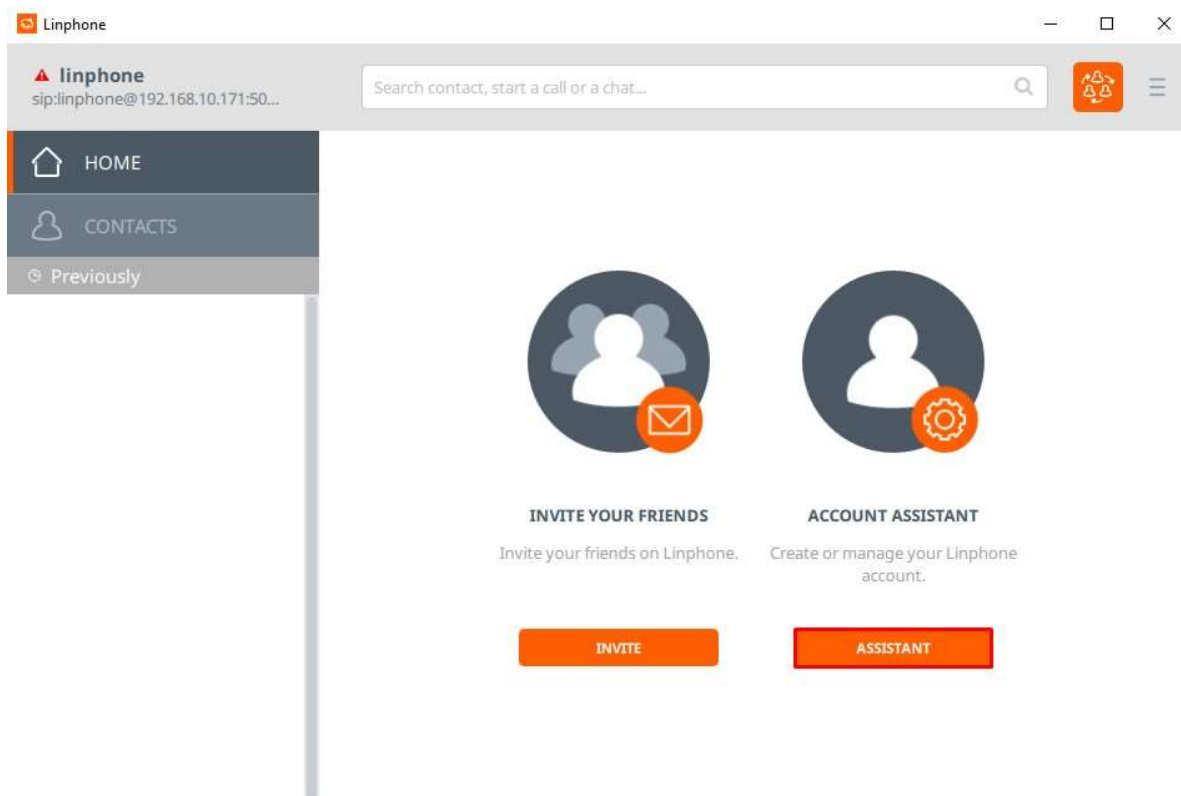 Linphone
linphone
sip:linphone@192.168.10.171:50...
Search contact, start a call or a chat...
HOME
CONTACTS
Previously
INVITE YOUR FRIENDS
Invite your friends on Linphone.
INVITE
ACCOUNT ASSISTANT
Create or manage your Linphone
account.
ASSISTANT